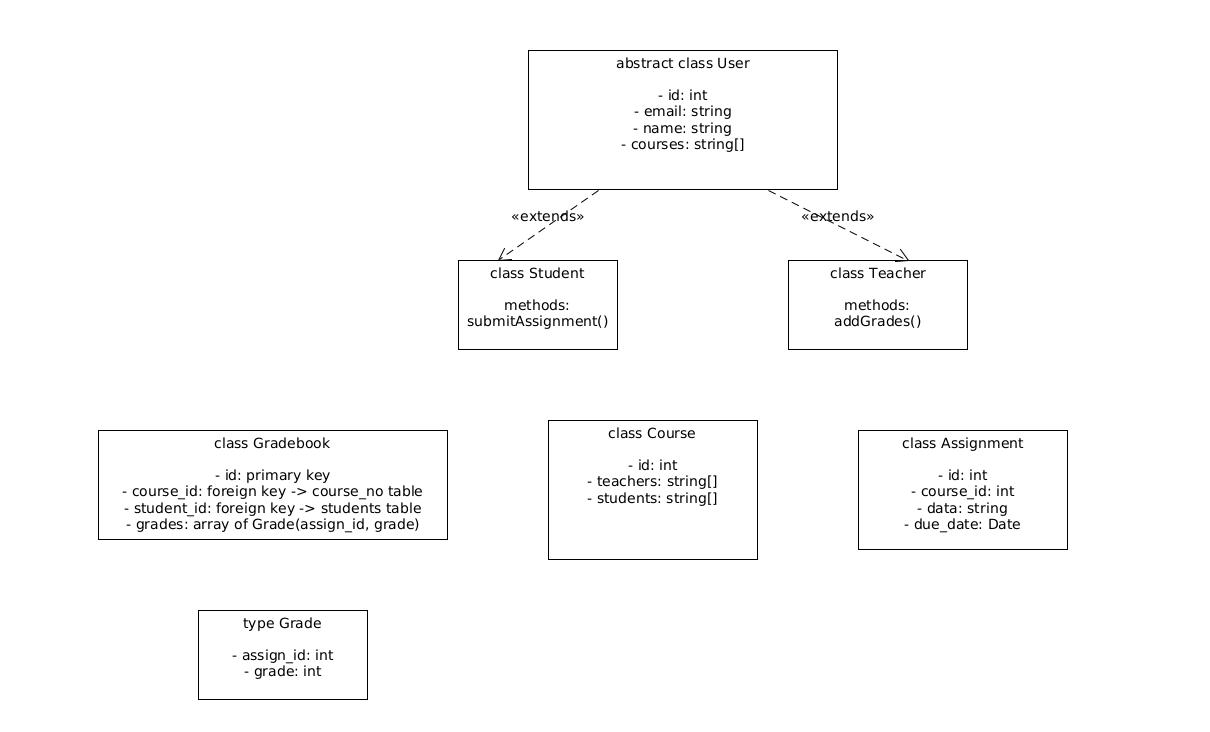 abstract class User
- id: int
- email: string
- name: string
- courses: string[]
«extends»
«extends»
class Student
methods:
submitAssignment()
class Teacher
methods:
addGrades()
class Gradebook
- id: primary key
- course_id: foreign key -> course_no table
- student_id: foreign key -> students table
- grades: array of Grade(assign_id, grade)
class Course
- id: int
- teachers: string[]
- students: string[]
class Assignment
- id: int
- course_id: int
- data: string
- due_date: Date
type Grade
- assign_id: int
- grade: int